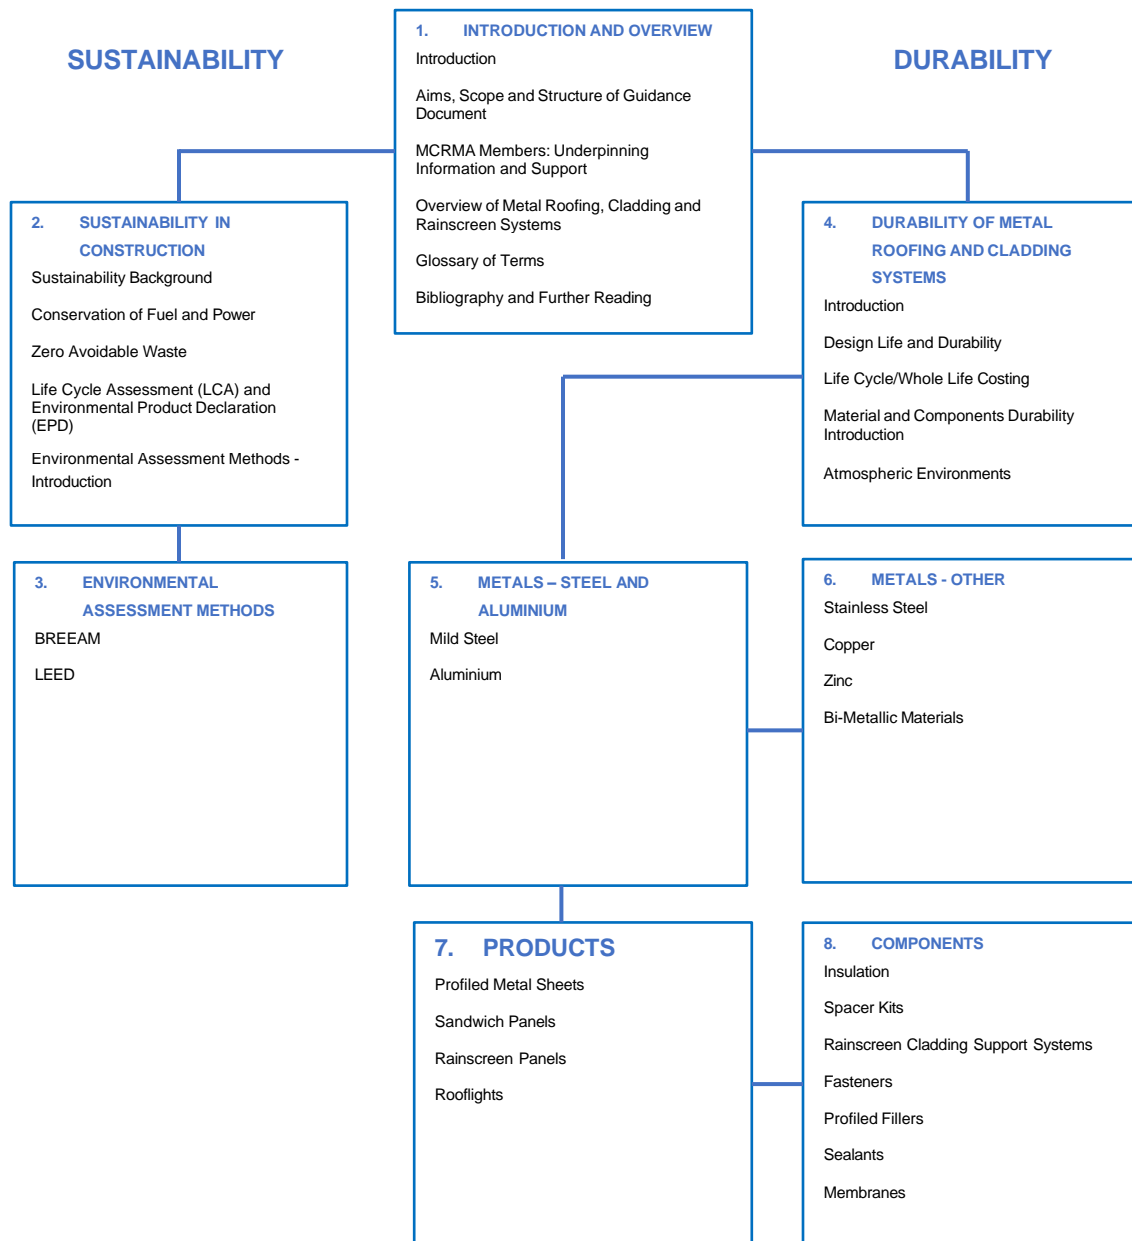 SUSTAINABILITY
DURABILITY
1. INTRODUCTION AND OVERVIEW
Introduction
Aims, Scope and Structure of Guidance
Document
MCRMA Members: Underpinning
Information and Support
Overview of Metal Roofing, Cladding and
Rainscreen Systems
Glossary of Terms
Bibliography and Further Reading
2. SUSTAINABILITY IN
CONSTRUCTION
Sustainability Background
Conservation of Fuel and Power
Zero Avoidable Waste
Life Cycle Assessment (LCA) and
Environmental Product Declaration
(EPD)
Environmental Assessment Methods -
Introduction
3. ENVIRONMENTAL
ASSESSMENT METHODS
BREEAM
LEED
4. DURABILITY OF METAL
ROOFING AND CLADDING
SYSTEMS
Introduction
Design Life and Durability
Life Cycle/Whole Life Costing
Material and Components Durability
Introduction
Atmospheric Environments
5. METALS – STEEL AND
ALUMINIUM
Mild Steel
Aluminium
6. METALS - OTHER
Stainless Steel
Copper
Zinc
Bi-Metallic Materials
7. PRODUCTS
Profiled Metal Sheets
Sandwich Panels
Rainscreen Panels
Rooflights
8. COMPONENTS
Insulation
Spacer Kits
Rainscreen Cladding Support Systems
Fasteners
Profiled Fillers
Sealants
Membranes